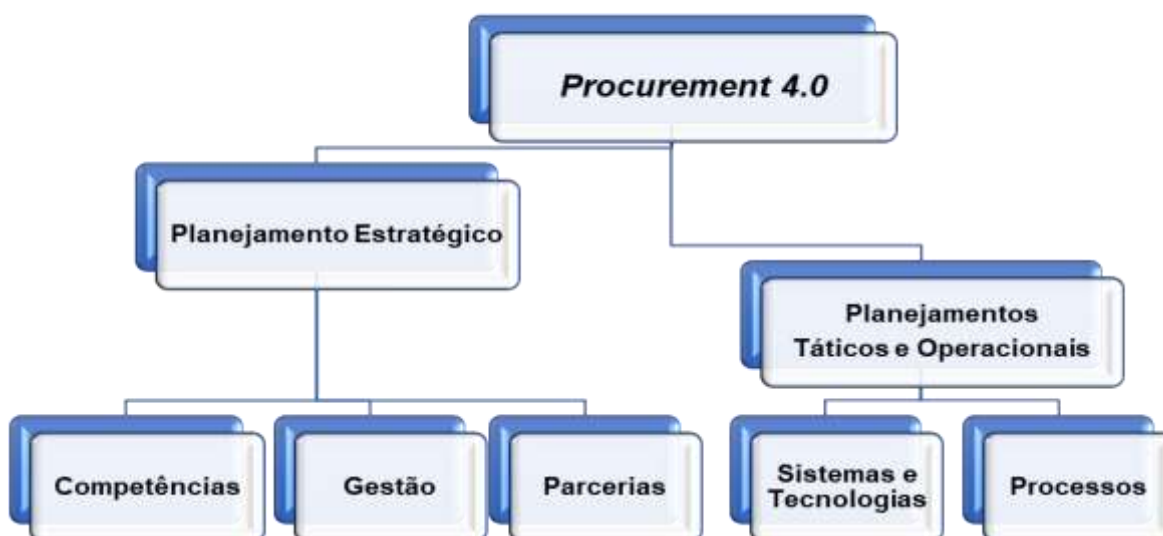 Procurement 4.0
Planejamento Estratégico
Planejamentos
Táticos e Operacionais
Competências
Gestão
Parcerias
Sistemas e
Tecnologias
Processos